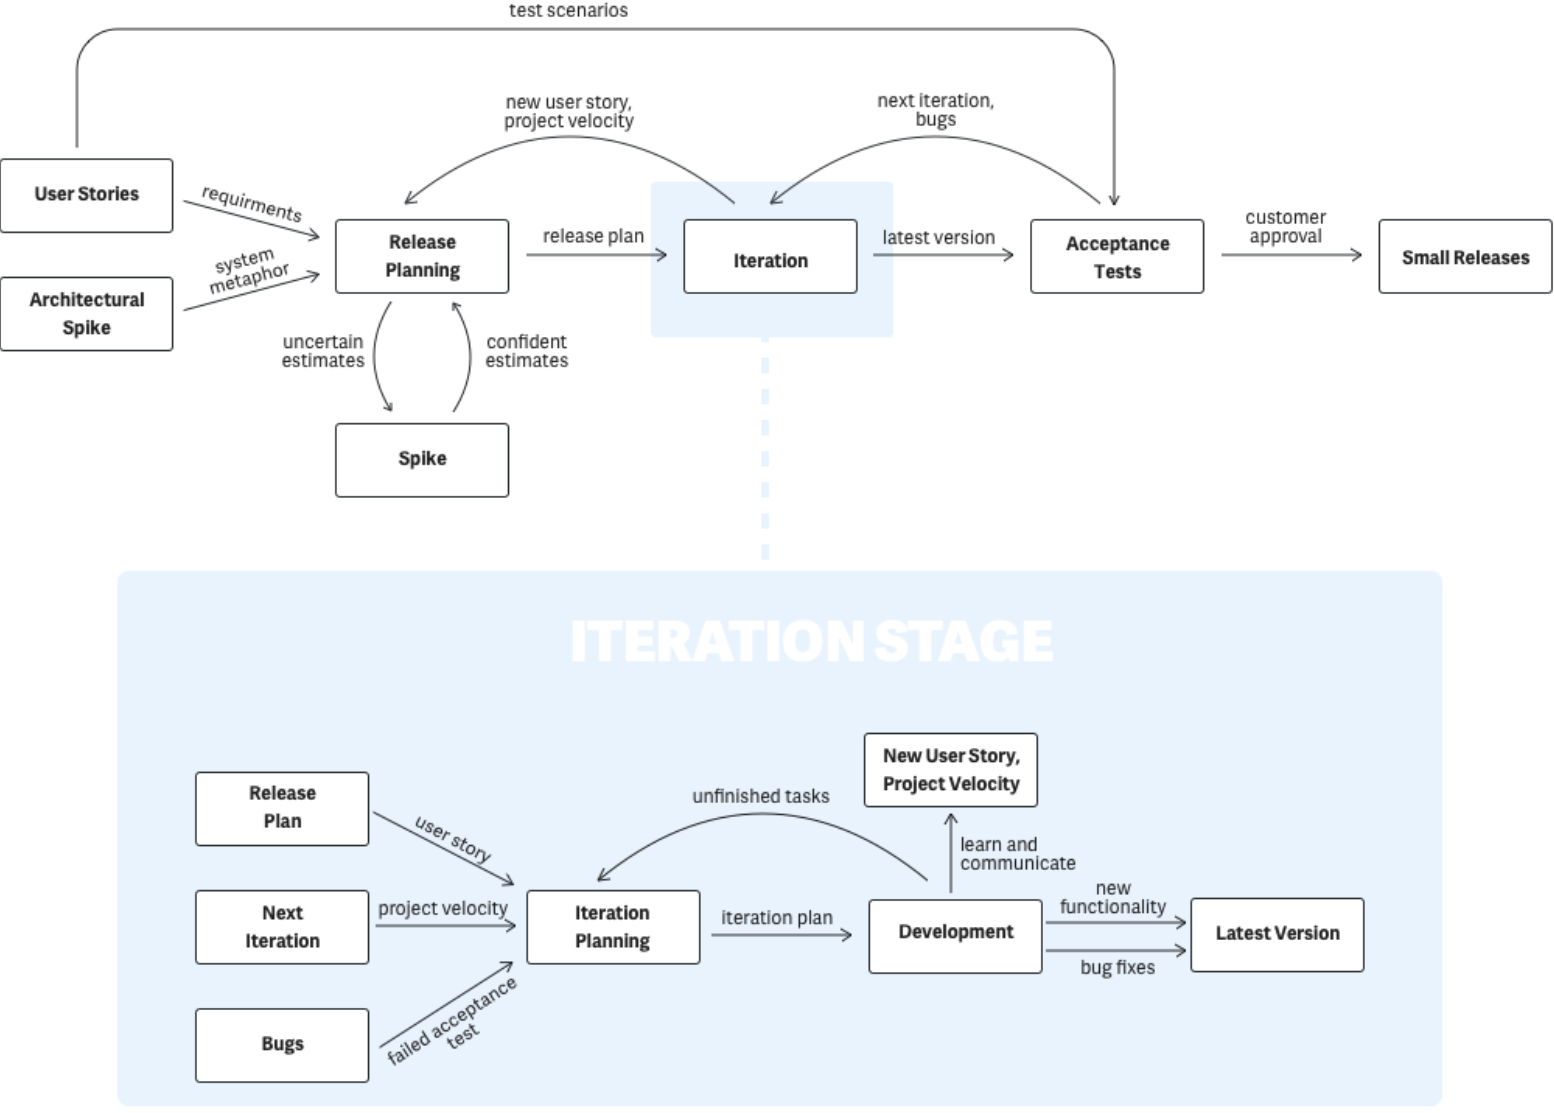 test scenarios
new user story,
project velocity
next iteration,
bugs
User Stories
requirments
system
metaphor
Architectural
Spike
Release
Planning
release plan
Iteration
latest version
Acceptance
Tests
customer
approval
Small Releases
uncertain
estimates
confident
estimates
Spike
ITERATION STAGE
New User Story,
Project Velocity
Release
Plan
user story
unfinished tasks
learn and
communicate
Next
Iteration
project velocity
Iteration
Planning
iteration plan
Development
new
functionality
bug fixes
Latest Version
Bugs
failed acceptance
test